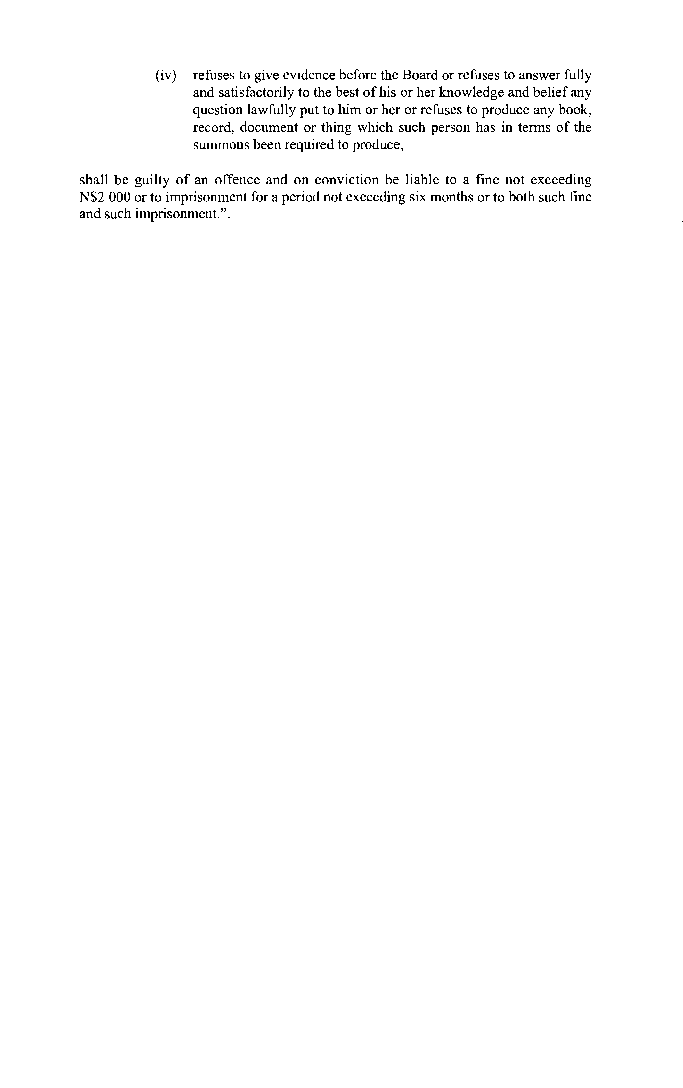 (iv) refuses to give evidence before the Board or refuses to answer fully
and satisfactorily to the best of his or her knowledge and belief any
question lawfully put to him or her or refuses to produce any book,
record, document or thing which such person has in terms of the
summons been required to produce,
shall be guilty of an offence and on conviction be liable to a fine not exceeding
N$2 000 or to imprisonment for a period not exceeding six months or to both such fine
and such imprisonment.”.